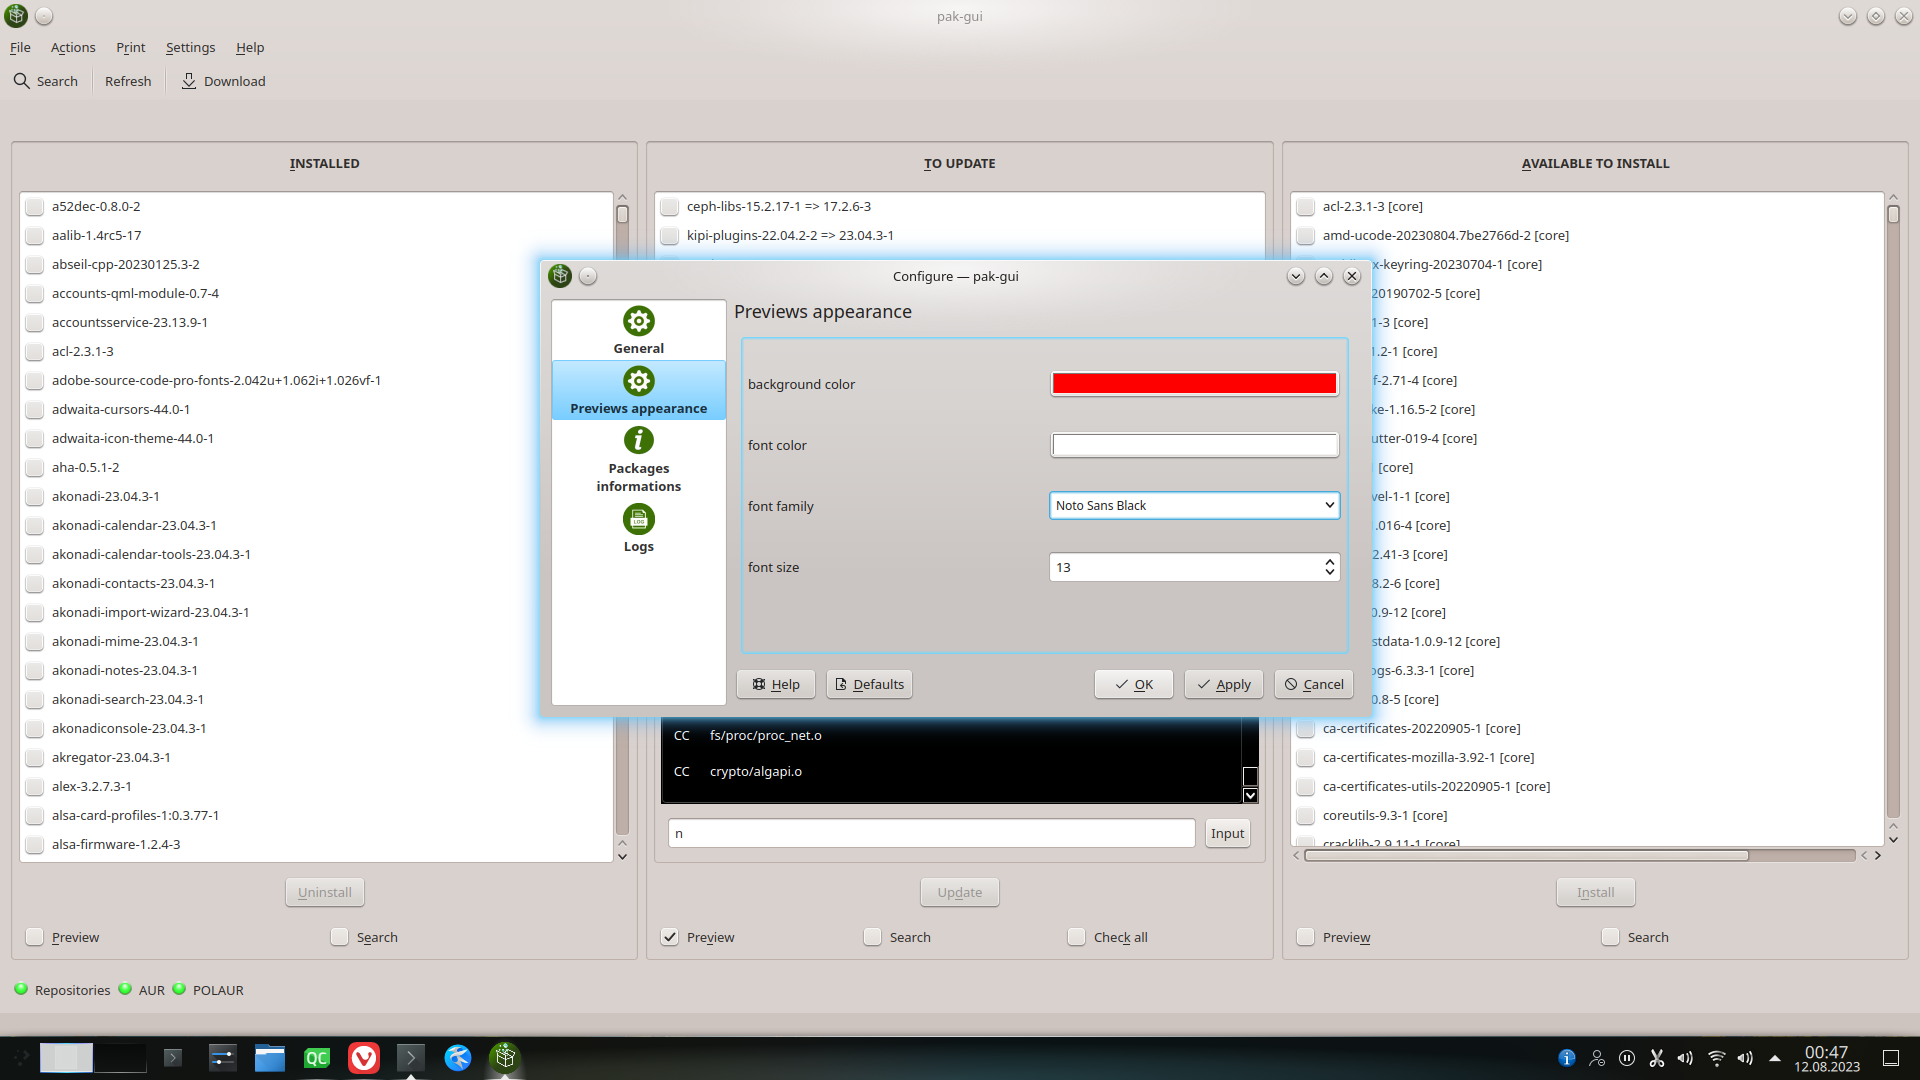 pak-gui
File Actions Print Settings Help
Search Refresh Download
INSTALLED
a52dec-0.8.0-2
aalib-1.4rc5-17
abseil-cpp-20230125.3-2
accounts-qml-module-0.7-4
accountsservice-23.13.9-1
acl-2.3.1-3
adobe-source-code-pro-fonts-2.042u+1.062i+1.026vf-1
adwaita-cursors-44.0-1
adwaita-icon-theme-44.0-1
aha-0.5.1-2
akonadi-23.04.3-1
akonadi-calendar-23.04.3-1
akonadi-calendar-tools-23.04.3-1
akonadi-contacts-23.04.3-1
akonadi-import-wizard-23.04.3-1
akonadi-mime-23.04.3-1
akonadi-notes-23.04.3-1
akonadi-search-23.04.3-1
akonadiconsole-23.04.3-1
akregator-23.04.3-1
alex-3.2.7.3-1
alsa-card-profiles-1:0.3.77-1
alsa-firmware-1.2.4-3
Uninstall
Preview Search
TO UPDATE
ceph-libs-15.2.17-1 => 17.2.6-3
kipi-plugins-22.04.2-2 => 23.04.3-1
Configure — pak-gui
General
Previews appearance
Packages
informations
Logs
Previews appearance
background color
font color
font family Noto Sans Black
font size 13
Help Defaults OK Apply Cancel
CC fs/proc/proc_net.o
CC crypto/algapi.o
n Input
Update
Preview Search Check all
AVAILABLE TO INSTALL
acl-2.3.1-3 [core]
amd-ucode-20230804.7be2766d-2 [core]
x-keyring-20230704-1 [core]
20190702-5 [core]
1-3 [core]
1.2-1 [core]
f-2.71-4 [core]
ke-1.16.5-2 [core]
utter-019-4 [core]
[core]
vel-1-1 [core]
.016-4 [core]
2.41-3 [core]
8.2-6 [core]
0.9-12 [core]
stdata-1.0.9-12 [core]
ogs-6.3.3-1 [core]
0.8-5 [core]
ca-certificates-20220905-1 [core]
ca-certificates-mozilla-3.92-1 [core]
ca-certificates-utils-20220905-1 [core]
coreutils-9.3-1 [core]
cracklib-2.9.11-1 [core]
Install
Preview Search
Repositories AUR POLAUR
QC
00:47
12.08.2023